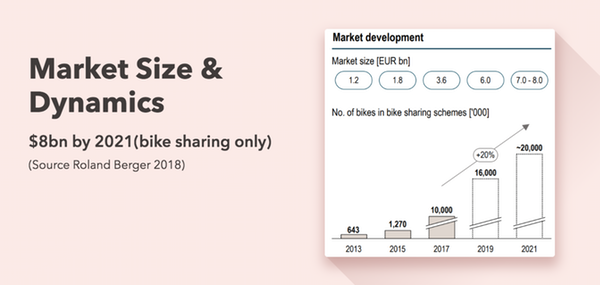 Market Size &
Dynamics
$8bn by 2021(bike sharing only)
(Source Roland Berger 2018)
Market development
Market size [EUR bn]
1.2 1.8 3.6 6.0 7.0 - 8.0
No. of bikes in bike sharing schemes ['000]
+20%
643 1,270 10,000 16,000 ~20,000
2013 2015 2017 2019 2021